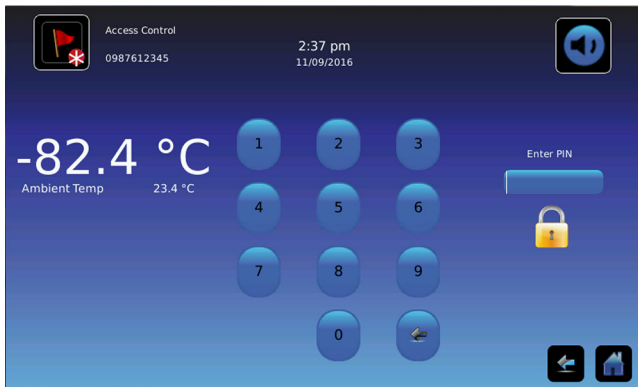 Access Control
0987612345
2:37 pm
11/09/2016
-82.4 °C
Ambient Temp 23.4 °C
1 2 3
4 5 6
7 8 9
0
Enter PIN